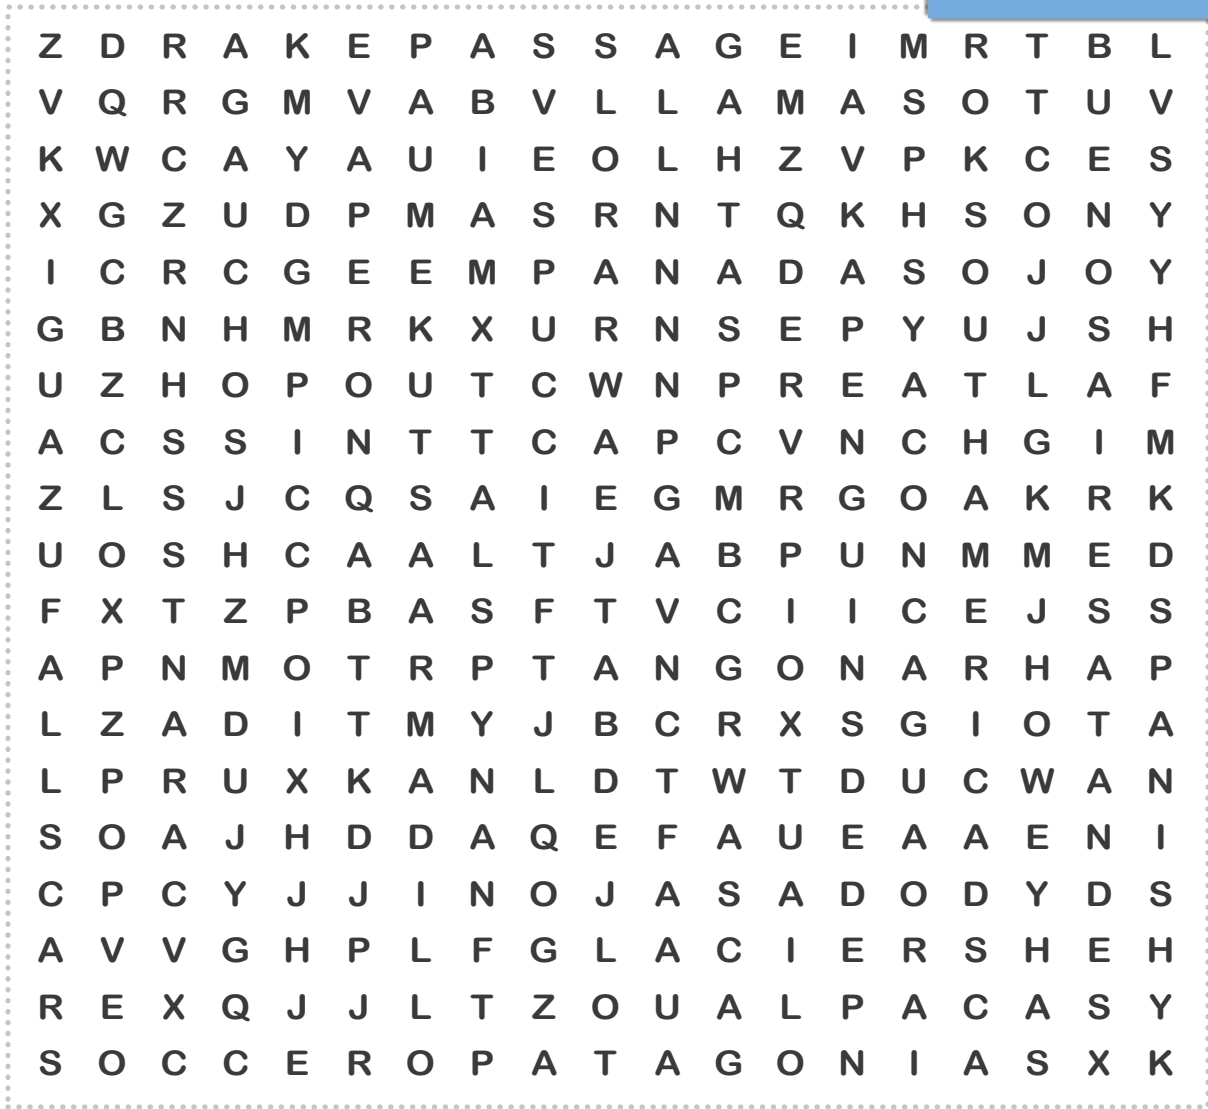 Z D R A K E P A S S A G E I M R T B L
V Q R G M V A B V L L A M A S O T U V
K W C A Y A U I E O L H Z V P K C E S
X G Z U D P M A S R N T Q K H S O N Y
I C R C G E E M P A N A D A S O J O Y
G B N H M R K X U R N S E P Y U J S H
U Z H O P O U T C W N P R E A T L A F
A C S S I N T T C A P C V N C H G I M
Z L S J C Q S A I E G M R G O A K R K
U O S H C A A L T J A B P U N M M E D
F X T Z P B A S F T V C I I C E J S S
A P N M O T R P T A N G O N A R H A P
L Z A D I T M Y J B C R X S G I O T A
L P R U X K A N L D T W T D U C W A N
S O A J H D D A Q E F A U E A A E N I
C P C Y J J I N O J A S A D O D Y D S
A V V G H P L F G L A C I E R S H E H
R E X Q J J L T Z O U A L P A C A S Y
S O C C E R O P A T A G O N I A S X K